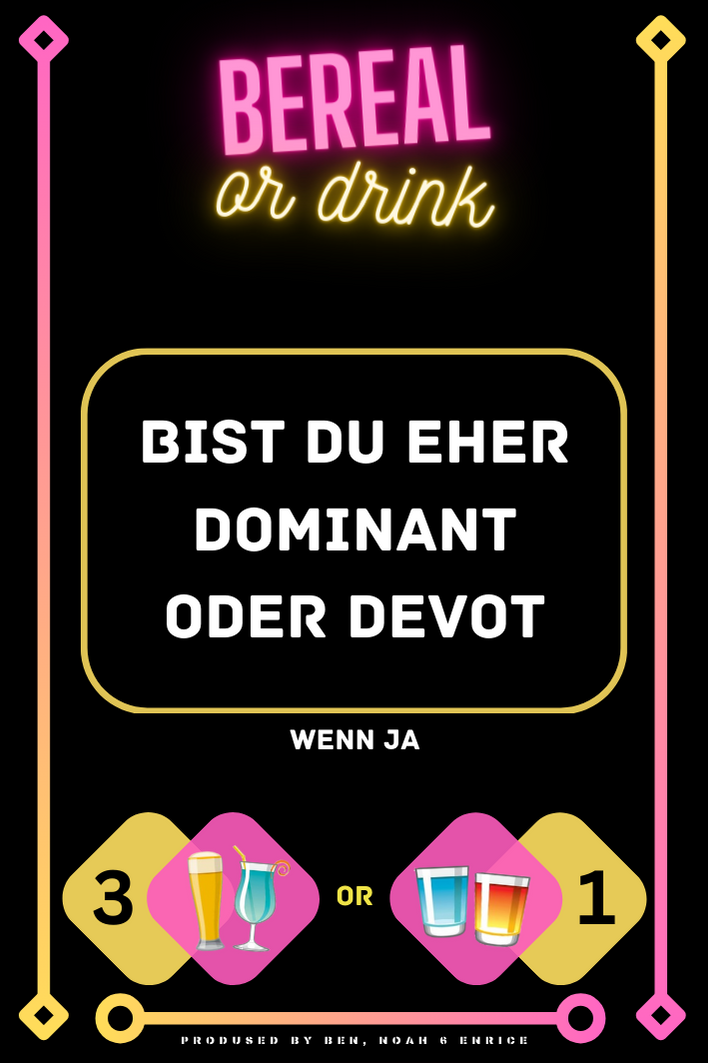 BEREAL
or drink
BIST DU EHER
DOMINANT
ODER DEVOT
WENN JA
3 OR 1
PRODUSED BY BEN, NOAH & ENRICE